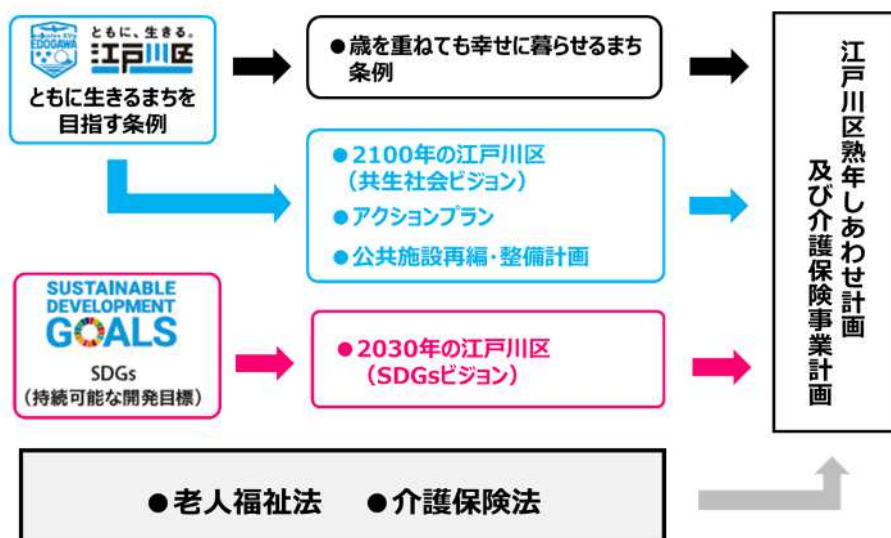 EDOGAWA
ともに、生きる。
江戸川区
ともに生きるまちを
目指す条例
●歳を重ねても幸せに暮らせるまち
条例
●2100年の江戸川区
（共生社会ビジョン）
●アクションプラン
●公共施設再編・整備計画
SUSTAINABLE
DEVELOPMENT
GOALS
SDGs
（持続可能な開発目標）
●2030年の江戸川区
（SDGsビジョン）
●老人福祉法 ●介護保険法
江戸川区熟年しあわせ計画
及び介護保険事業計画